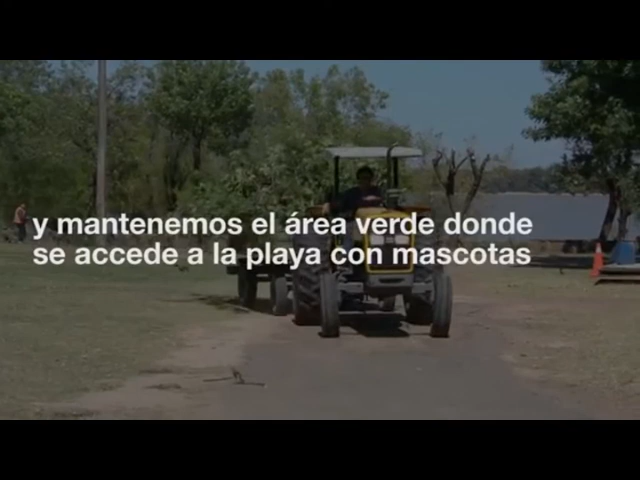 y mantenemos el área verde donde
se accede a la playa con mascotas